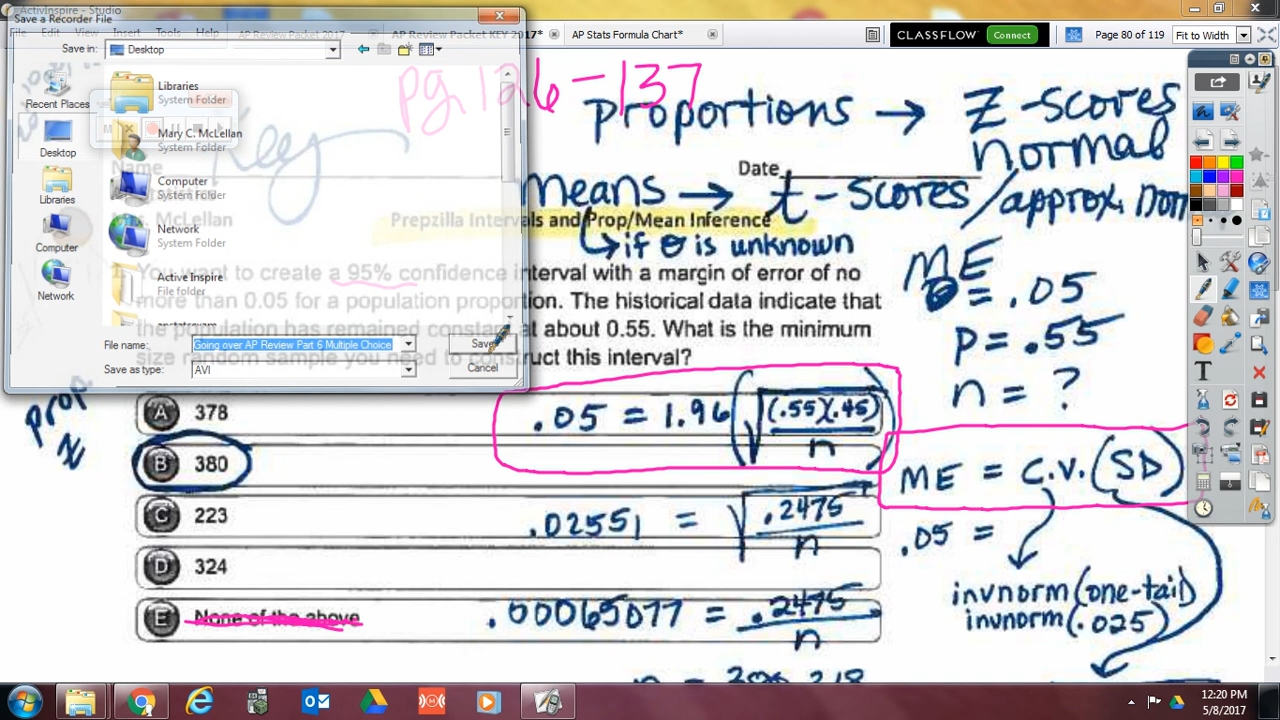 ActivInspire - Studio
Save a Recorder File
File Edit View Insert Tools Help
AP Review Packet 2017
AP Review Packet KEY 2017*
AP Stats Formula Chart*
CLASSFLOW Connect
Page 80 of 119
Fit to Width
Save in: Desktop
Recent Places
Desktop
Libraries
Computer
Network
Libraries
System Folder
Mary C. McLellan
System Folder
Computer
System Folder
Network
System Folder
Active Inspire
File folder
File name: Going over AP Review Part 6 Multiple Choice
Save
Save as type: AVI
Cancel
pg. 126-137
Key
proportions → z-scores
normal
Name
Date
means → t-scores/approx.
McLellan
Prepzilla Intervals and Prop/Mean Inference
if σ is unknown
1. You want to create a 95% confidence interval with a margin of error of no
more than 0.05 for a population proportion. The historical data indicate that
the population has remained constant at about 0.55. What is the minimum
size random sample you need to construct this interval?
ME
= .05
p = .55
n = ?
prop
z
A 378
B 380
C 223
D 324
E None of the above
.05 = 1.96 (√(.55)(.45)/n)
.02551 = √.2475/n
.00065077 = .2475/n
ME = C.V. (SD)
.05 =
invnorm(one-tail)
invnorm(.025)
12:20 PM
5/8/2017